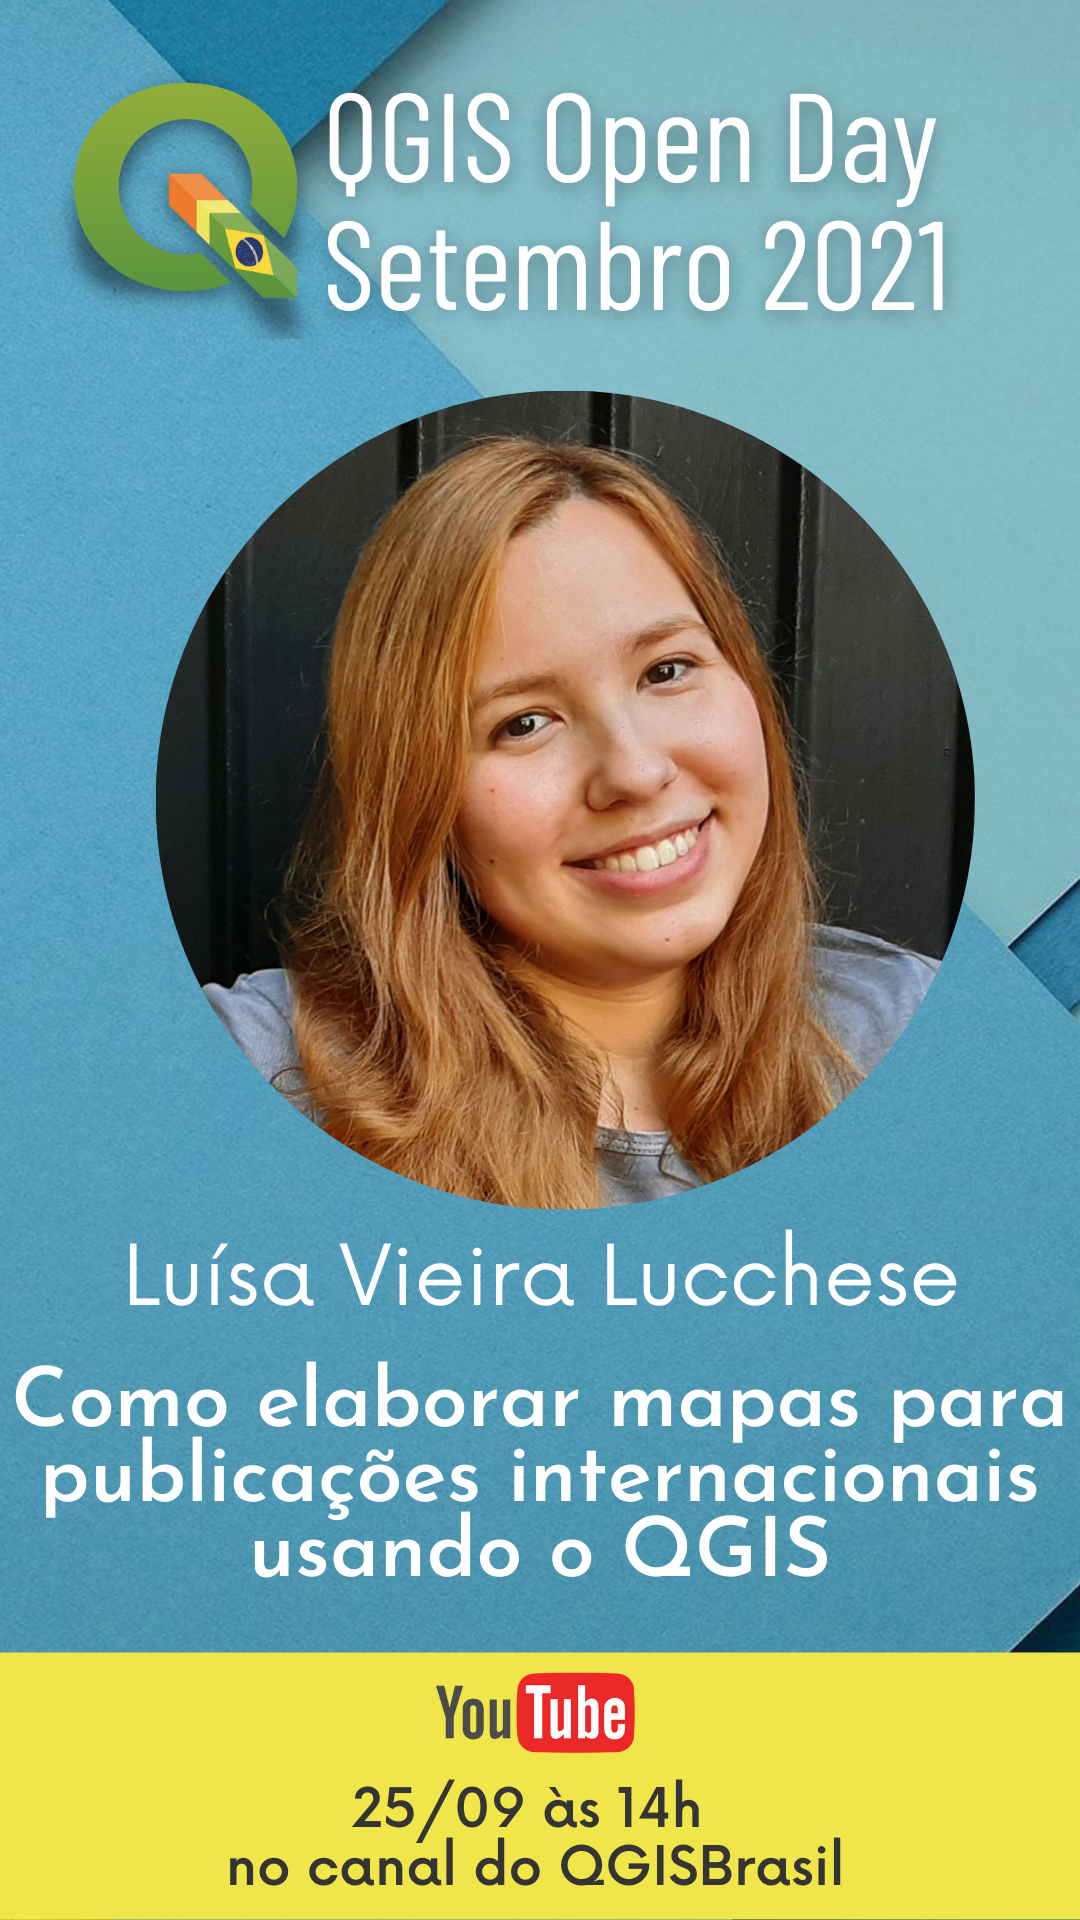 QGIS Open Day
Setembro 2021
Luísa Vieira Lucchese
Como elaborar mapas para
publicações internacionais
usando o QGIS
YouTube
25/09 às 14h
no canal do QGISBrasil